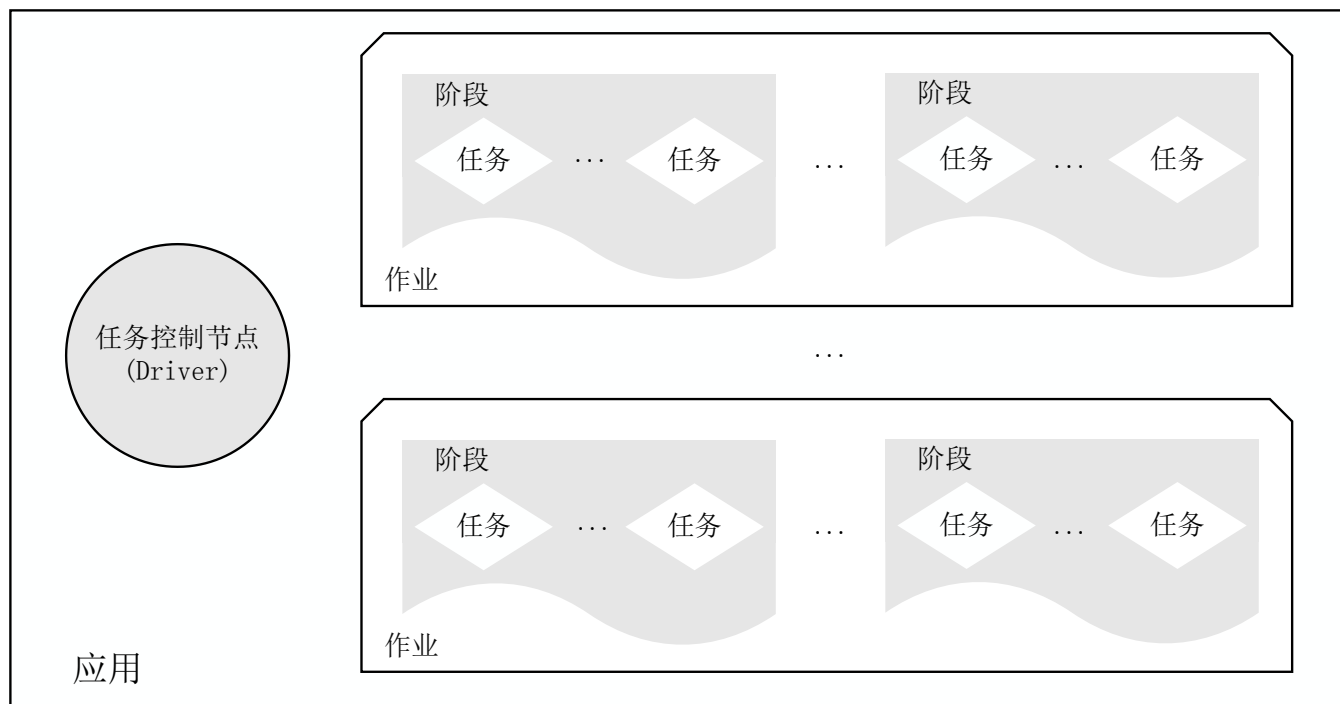 阶段
任务 ... 任务
...
阶段
任务 ... 任务
作业
任务控制节点
(Driver)
...
阶段
任务 ... 任务
...
阶段
任务 ... 任务
作业
应用